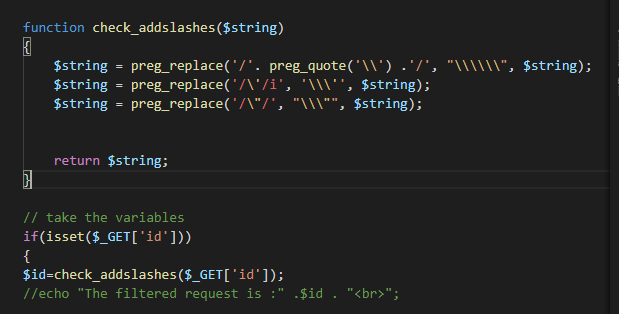 function check_addslashes($string)
{
    $string = preg_replace('/'. preg_quote('\\') .'/', "\\\\\\", $string);
    $string = preg_replace('/\'/i', '\\\'', $string);
    $string = preg_replace('/\"/', "\\\"", $string);
    return $string;
}
// take the variables
if(isset($_GET['id']))
{
$id=check_addslashes($_GET['id']);
//echo "The filtered request is :" .$id . "<br>";